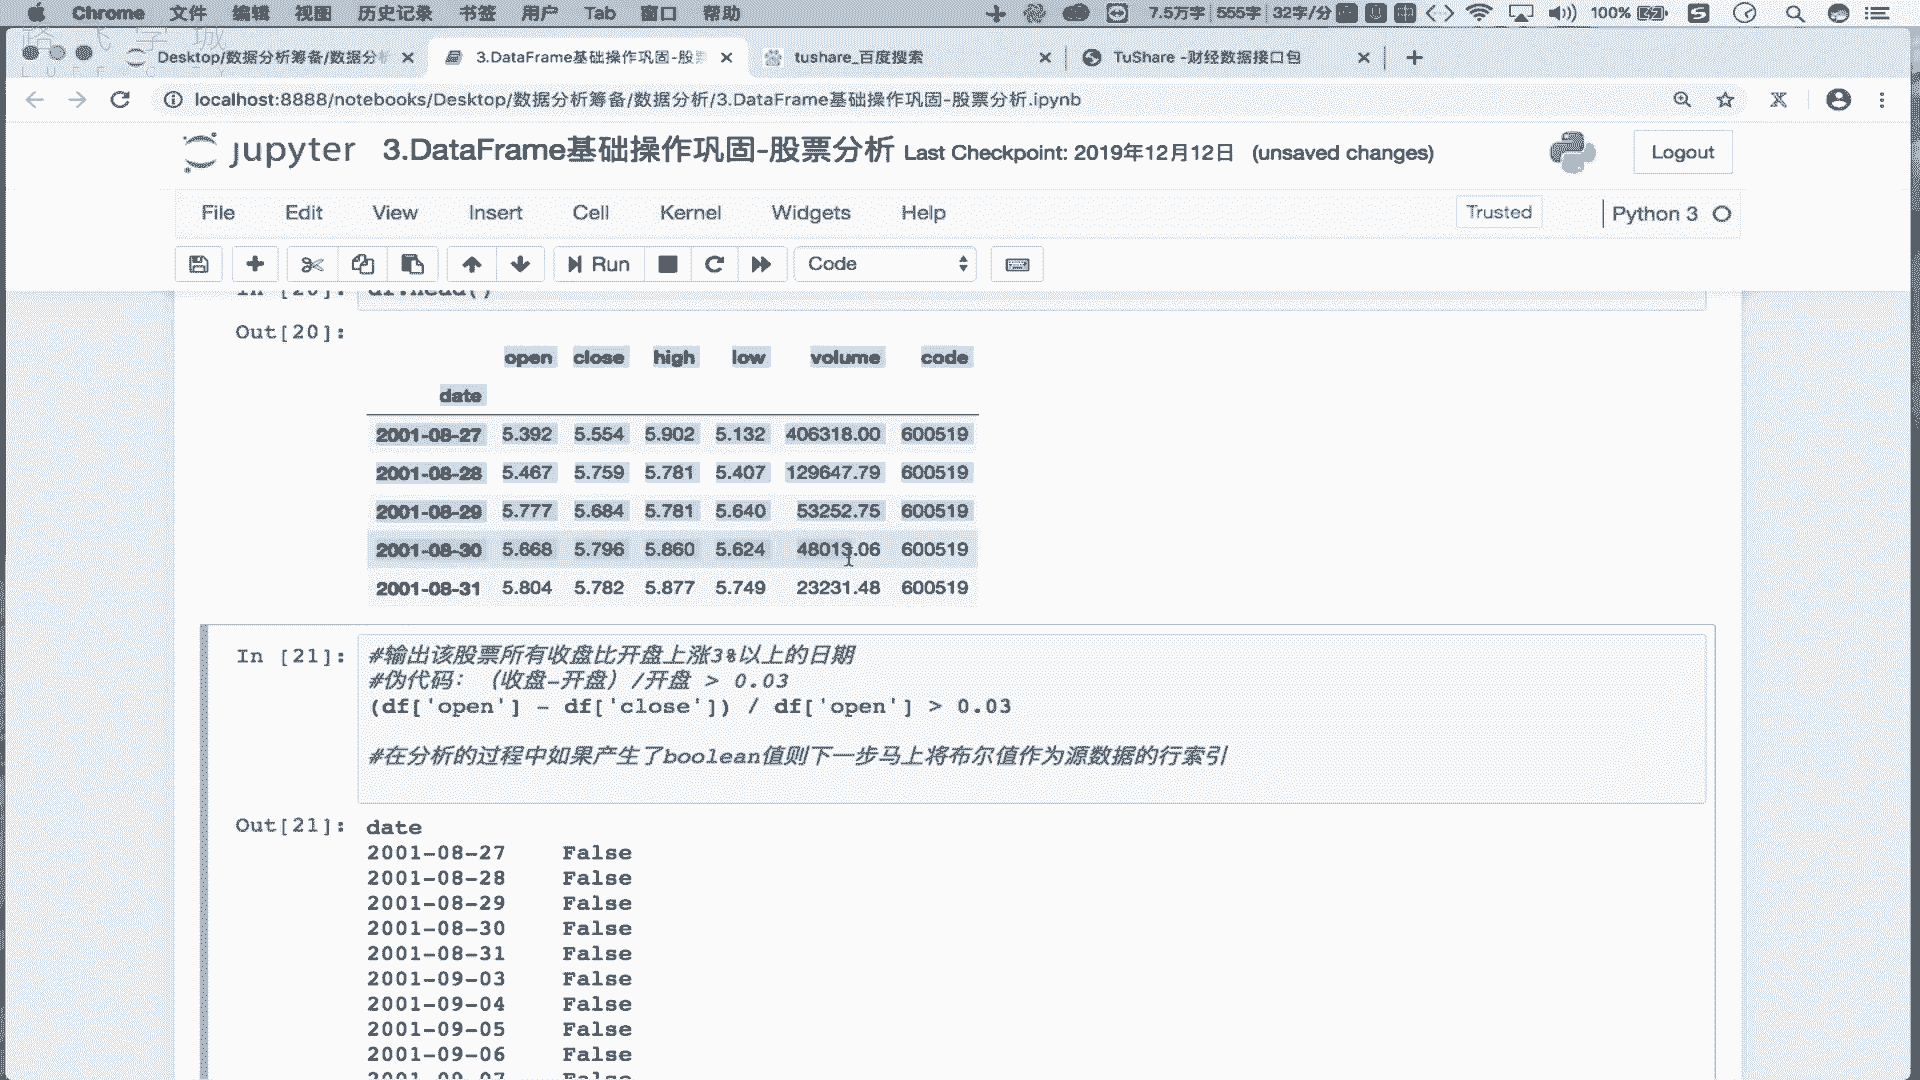 Chrome 文件 编辑 视图 历史记录 书签 用户 Tab 窗口 帮助 7.5万字 555字 32字/分 100%
路 飞 学 城
LUFFYCITY
Desktop/数据分析筹备/数据分析 3.DataFrame基础操作巩固-股票 tushare_百度搜索 TuShare -财经数据接口包
localhost:8888/notebooks/Desktop/数据分析筹备/数据分析/3.DataFrame基础操作巩固-股票分析.ipynb
jupyter 3.DataFrame基础操作巩固-股票分析 Last Checkpoint: 2019年12月12日 (unsaved changes) Logout
File Edit View Insert Cell Kernel Widgets Help Trusted Python 3
Run Code
In [20]: df.head()
Out[20]:
open close high low volume code
date
2001-08-27 5.392 5.554 5.902 5.132 406318.00 600519
2001-08-28 5.467 5.759 5.781 5.407 129647.79 600519
2001-08-29 5.777 5.684 5.781 5.640 53252.75 600519
2001-08-30 5.668 5.796 5.860 5.624 48013.06 600519
2001-08-31 5.804 5.782 5.877 5.749 23231.48 600519
In [21]: #输出该股票所有收盘比开盘上涨3%以上的日期
#伪代码：（收盘-开盘）/开盘 > 0.03
(df['open'] - df['close']) / df['open'] > 0.03
#在分析的过程中如果产生了boolean值则下一步马上将布尔值作为源数据的行索引
Out[21]: date
2001-08-27 False
2001-08-28 False
2001-08-29 False
2001-08-30 False
2001-08-31 False
2001-09-03 False
2001-09-04 False
2001-09-05 False
2001-09-06 False
2001-09-07 False